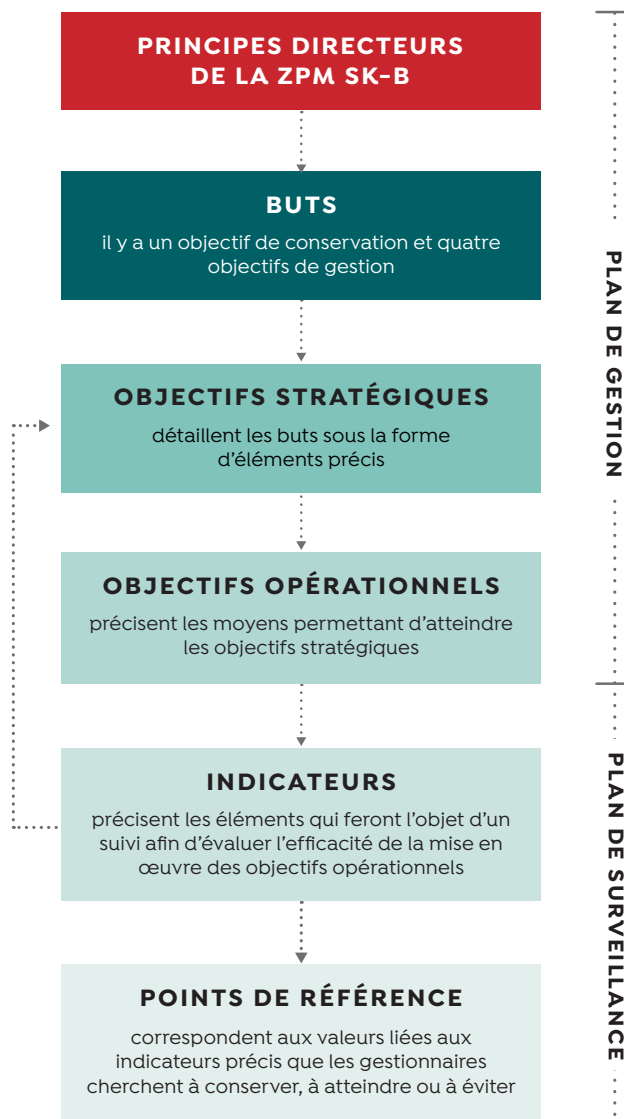 PRINCIPES DIRECTEURS
DE LA ZPM SK-B
BUTS
il y a un objectif de conservation et quatre
objectifs de gestion
OBJECTIFS STRATÉGIQUES
détaillent les buts sous la forme
d'éléments précis
OBJECTIFS OPÉRATIONNELS
précisent les moyens permettant d'atteindre
les objectifs stratégiques
INDICATEURS
précisent les éléments qui feront l'objet d'un
suivi afin d'évaluer l'efficacité de la mise en
œuvre des objectifs opérationnels
POINTS DE RÉFÉRENCE
correspondent aux valeurs liées aux
indicateurs précis que les gestionnaires
cherchent à conserver, à atteindre ou à éviter
PLAN DE GESTION
PLAN DE SURVEILLANCE